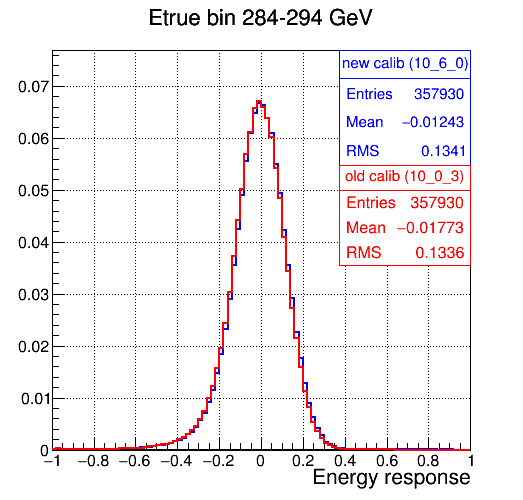 Etrue bin 284-294 GeV
new calib (10_6_0)
Entries 357930
Mean −0.01243
RMS 0.1341
old calib (10_0_3)
Entries 357930
Mean −0.01773
RMS 0.1336
0.07
0.06
0.05
0.04
0.03
0.02
0.01
0
−1 −0.8 −0.6 −0.4 −0.2 0 0.2 0.4 0.6 0.8 1
Energy response